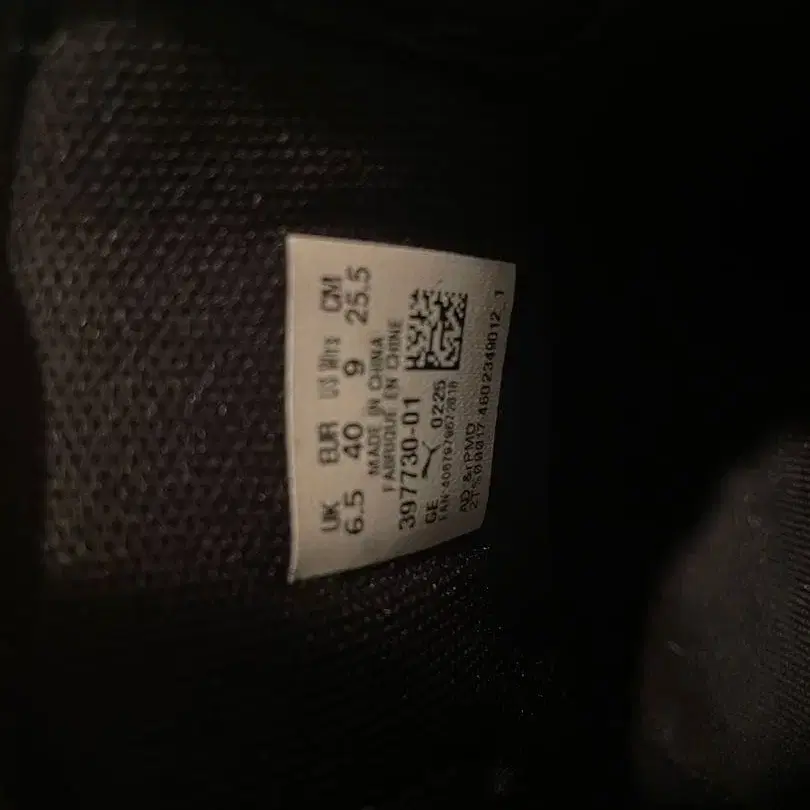 UK EUR US Wns CM
6.5 40 9 25.5
MADE IN CHINA
FABRIQUE EN CHINE
397730-01
GE 0225